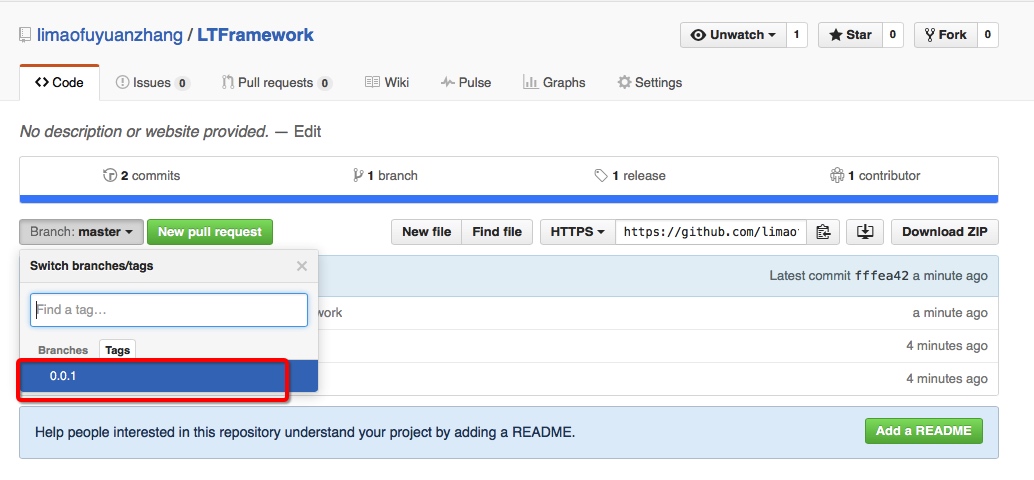 limaofuyuanzhang / LTFramework
Unwatch 1 Star 0 Fork 0
Code Issues 0 Pull requests 0 Wiki Pulse Graphs Settings
No description or website provided. — Edit
2 commits 1 branch 1 release 1 contributor
Branch: master New pull request New file Find file HTTPS https://github.com/limao Download ZIP
Switch branches/tags
Latest commit fffea42 a minute ago
Find a tag…
a minute ago
Branches Tags
4 minutes ago
0.0.1
4 minutes ago
Help people interested in this repository understand your project by adding a README.
Add a README